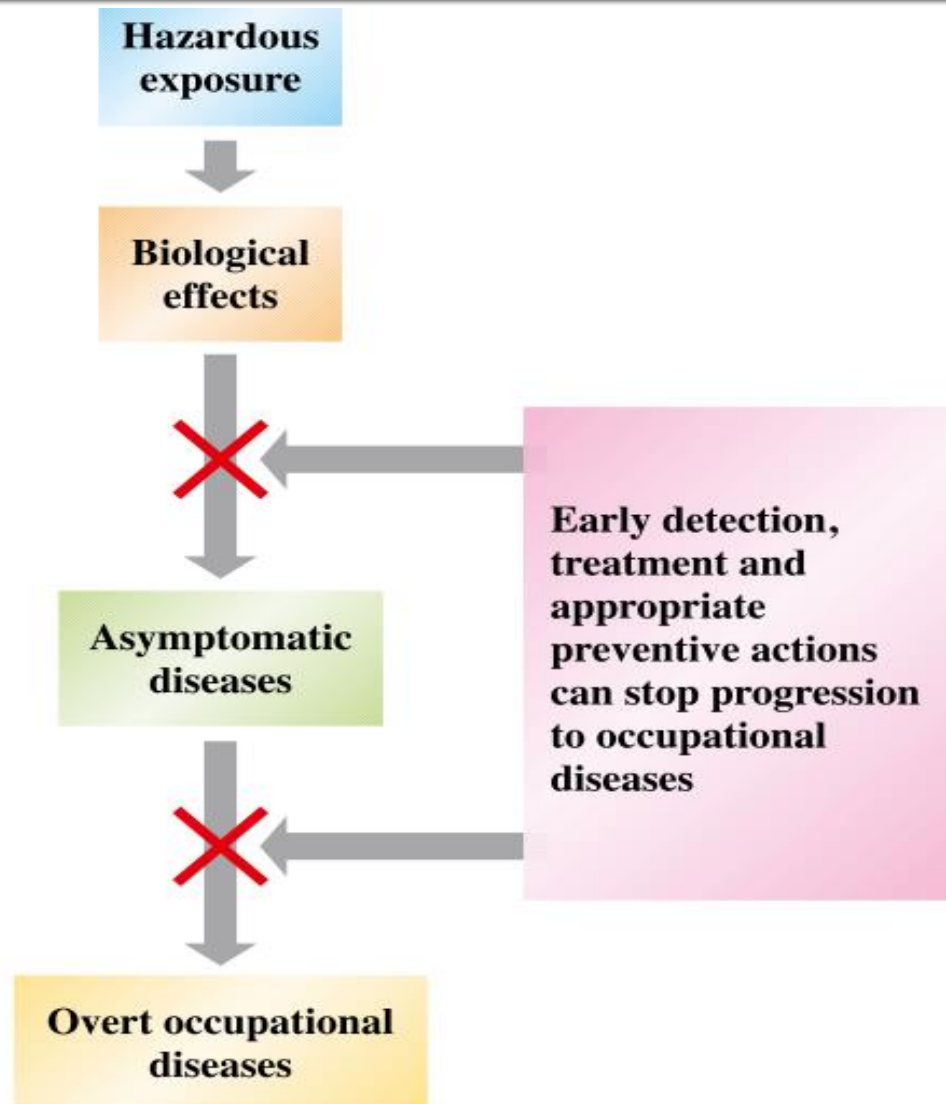 Hazardous
exposure
Biological
effects
Early detection,
treatment and
appropriate
preventive actions
can stop progression
to occupational
diseases
Asymptomatic
diseases
Overt occupational
diseases